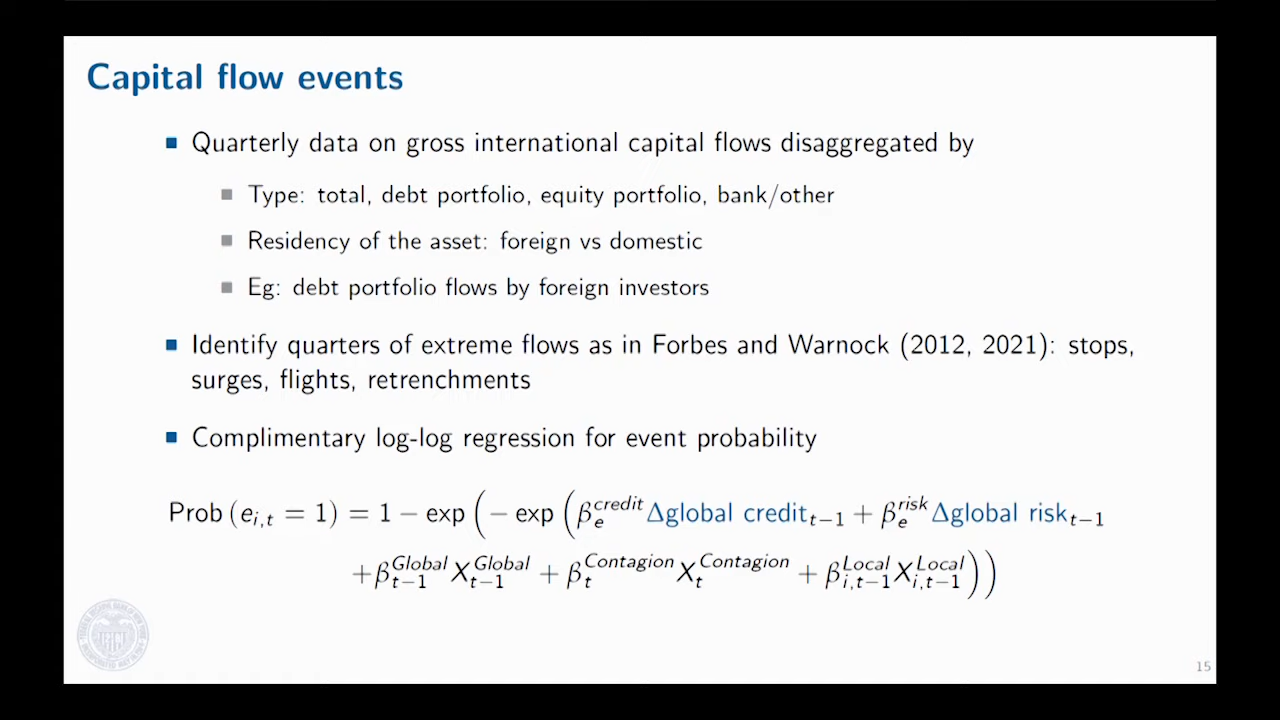 Capital flow events
■ Quarterly data on gross international capital flows disaggregated by
■ Type: total, debt portfolio, equity portfolio, bank/other
■ Residency of the asset: foreign vs domestic
■ Eg: debt portfolio flows by foreign investors
■ Identify quarters of extreme flows as in Forbes and Warnock (2012, 2021): stops,
surges, flights, retrenchments
■ Complimentary log-log regression for event probability
Prob (e_{i,t} = 1) = 1 − exp(− exp(β_e^{credit} Δglobal credit_{t−1} + β_e^{risk} Δglobal risk_{t−1}
+β_{t−1}^{Global} X_{t−1}^{Global} + β_t^{Contagion} X_t^{Contagion} + β_{i,t−1}^{Local} X_{i,t−1}^{Local}))
15